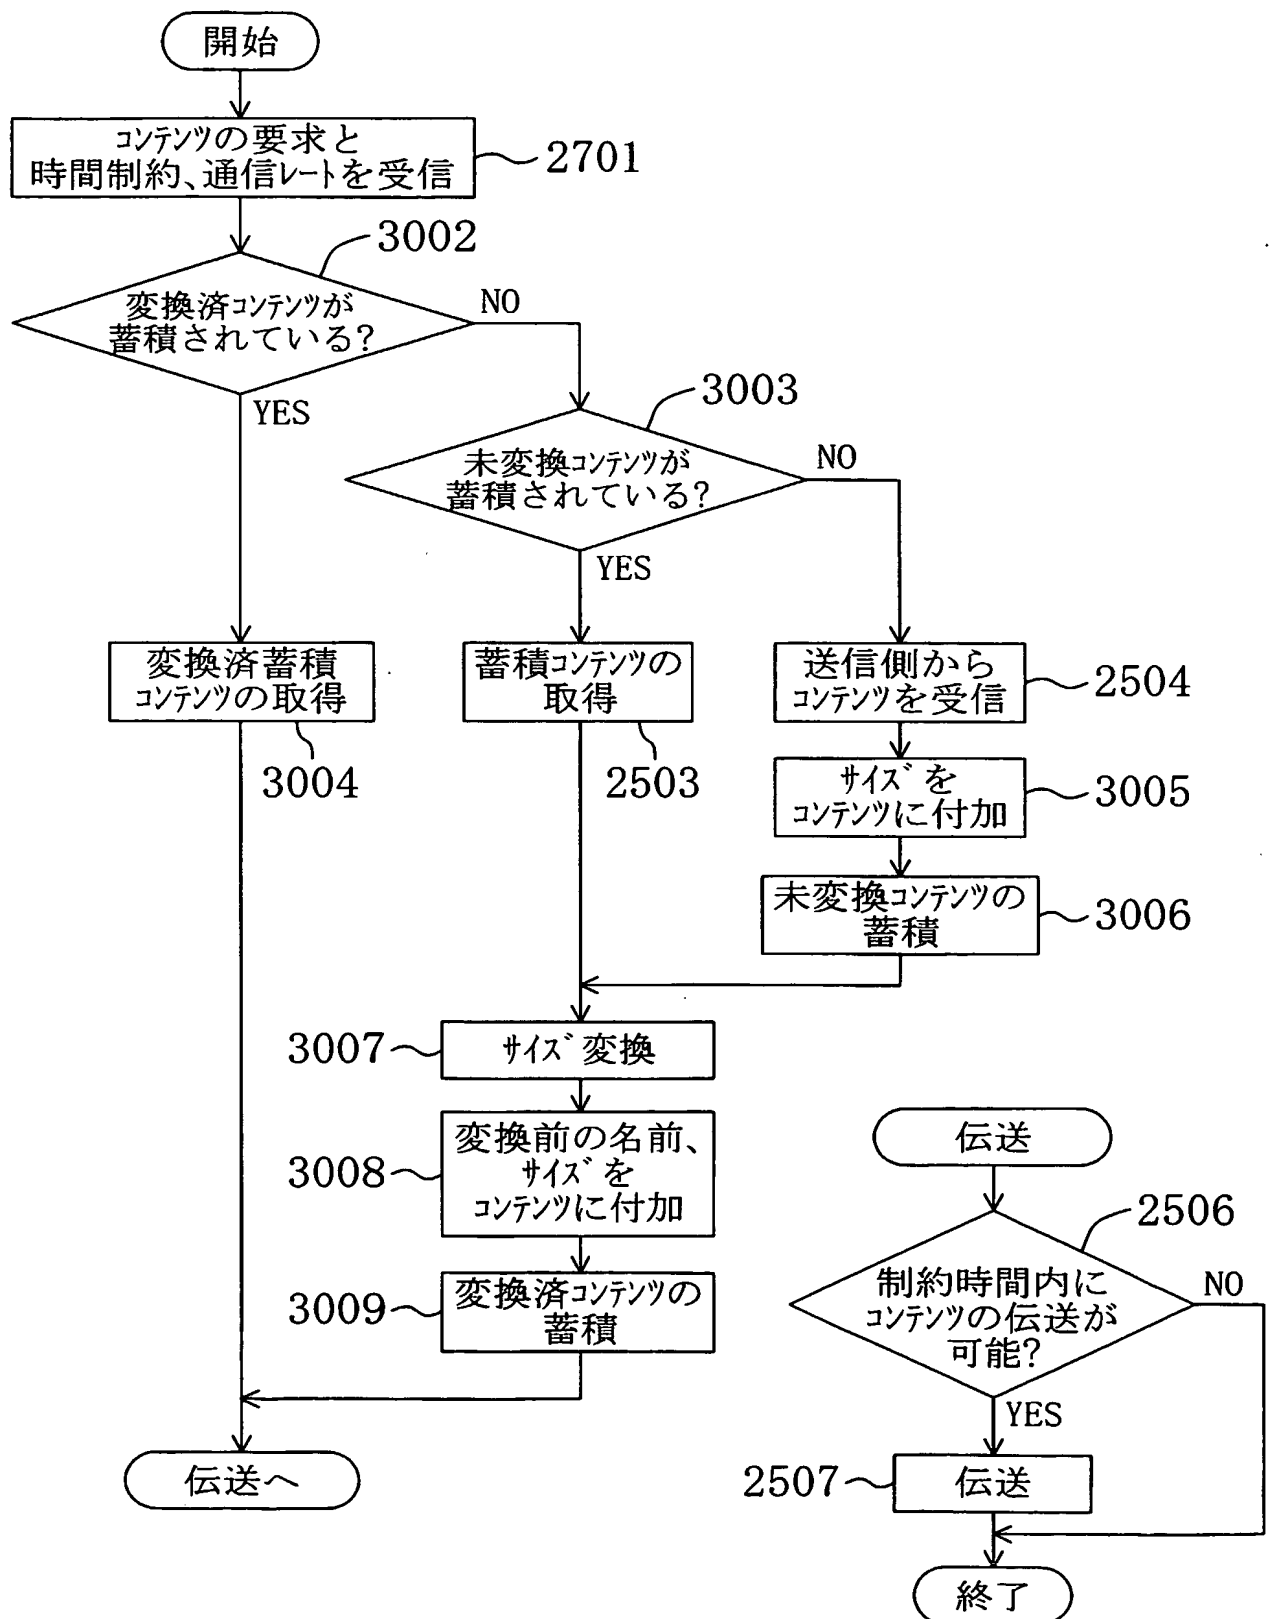 開始
コンテンツの要求と
時間制約、通信レートを受信
2701
3002
変換済コンテンツが
蓄積されている?
NO
YES
3003
未変換コンテンツが
蓄積されている?
NO
YES
変換済蓄積
コンテンツの取得
3004
蓄積コンテンツの
取得
2503
送信側から
コンテンツを受信
2504
サイズを
コンテンツに付加
3005
未変換コンテンツの
蓄積
3006
3007
サイズ変換
3008
変換前の名前、
サイズを
コンテンツに付加
3009
変換済コンテンツの
蓄積
伝送へ
伝送
2506
制約時間内に
コンテンツの伝送が
可能?
NO
YES
2507
伝送
終了